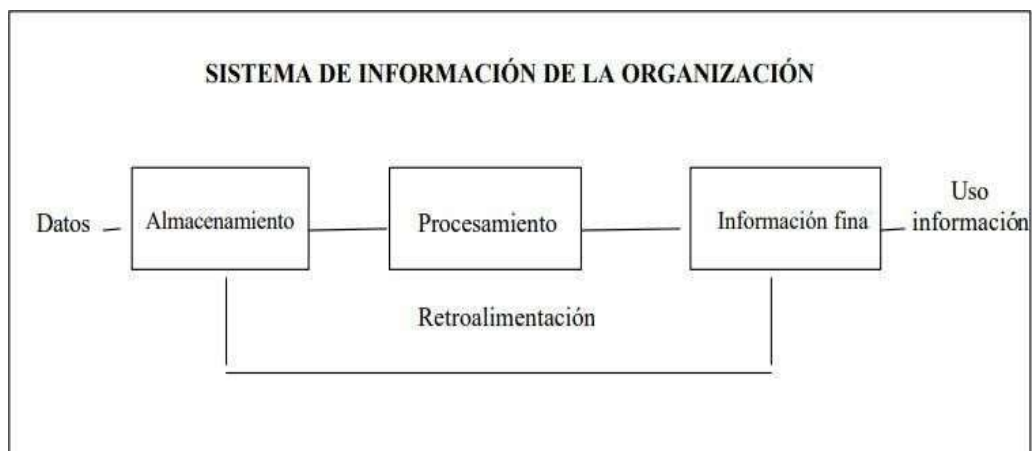 SISTEMA DE INFORMACIÓN DE LA ORGANIZACIÓN
Datos
Almacenamiento
Procesamiento
Información fina
Uso
información
Retroalimentación